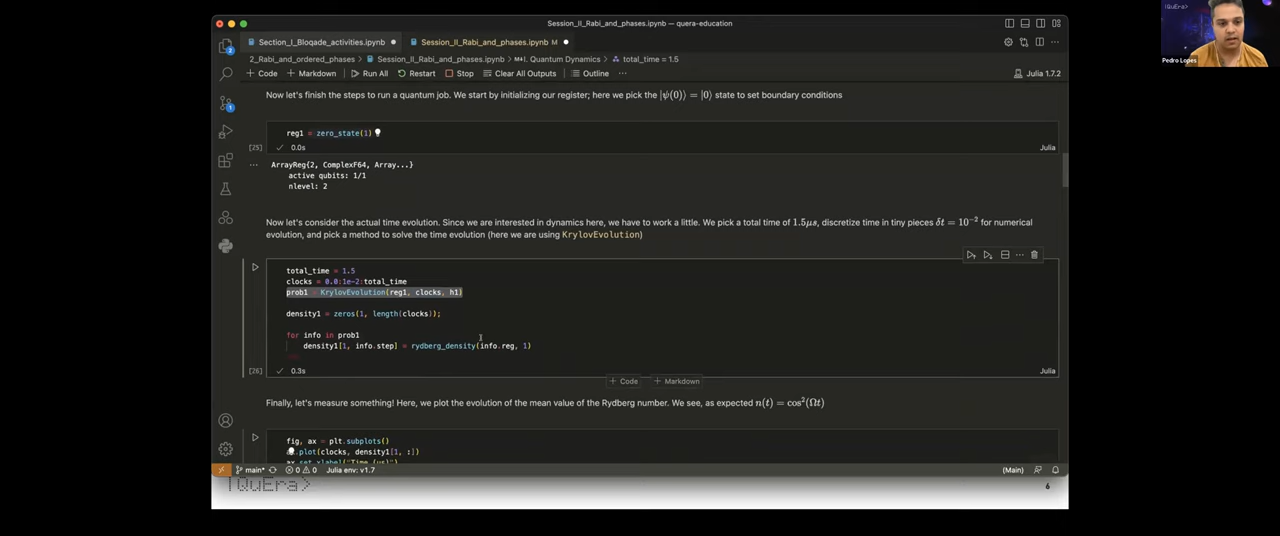 Session_II_Rabi_and_phases.ipynb — quera-education
Section_I_Bloqade_activities.ipynb
Session_II_Rabi_and_phases.ipynb M
2_Rabi_and_ordered_phases > Session_II_Rabi_and_phases.ipynb > M↓I. Quantum Dynamics > total_time = 1.5
+ Code + Markdown Run All Restart Stop Clear All Outputs Outline ... Julia 1.7.2
Now let's finish the steps to run a quantum job. We start by initializing our register; here we pick the |ψ(0)⟩ = |0⟩ state to set boundary conditions
reg1 = zero_state(1)
[25] ✓ 0.0s Julia
... ArrayReg{2, ComplexF64, Array...}
active qubits: 1/1
nlevel: 2
Now let's consider the actual time evolution. Since we are interested in dynamics here, we have to work a little. We pick a total time of 1.5μs, discretize time in tiny pieces δt = 10⁻² for numerical
evolution, and pick a method to solve the time evolution (here we are using KrylovEvolution)
total_time = 1.5
clocks = 0.0:1e-2:total_time
prob1 = KrylovEvolution(reg1, clocks, h1)
density1 = zeros(1, length(clocks));
for info in prob1
density1[1, info.step] = rydberg_density(info.reg, 1)
[26] ✓ 0.3s Julia
+ Code + Markdown
Finally, let's measure something! Here, we plot the evolution of the mean value of the Rydberg number. We see, as expected n(t) = cos²(Ωt)
fig, ax = plt.subplots()
.plot(clocks, density1[1, :])
ax.set_xlabel("Time (us)")
main* 0 0 Julia env: v1.7 (Main)
|QuEra>
6
|QuEra>
Pedro Lopes